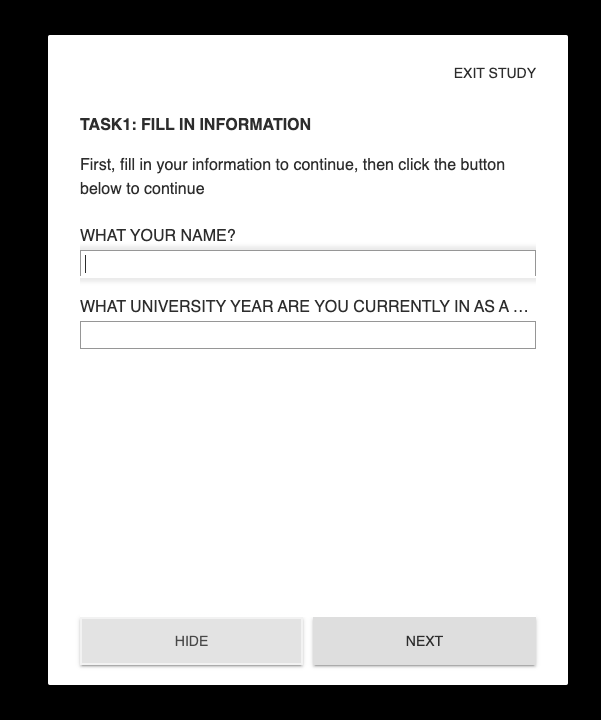 EXIT STUDY
TASK1: FILL IN INFORMATION
First, fill in your information to continue, then click the button
below to continue
WHAT YOUR NAME?
WHAT UNIVERSITY YEAR ARE YOU CURRENTLY IN AS A ...
HIDE
NEXT